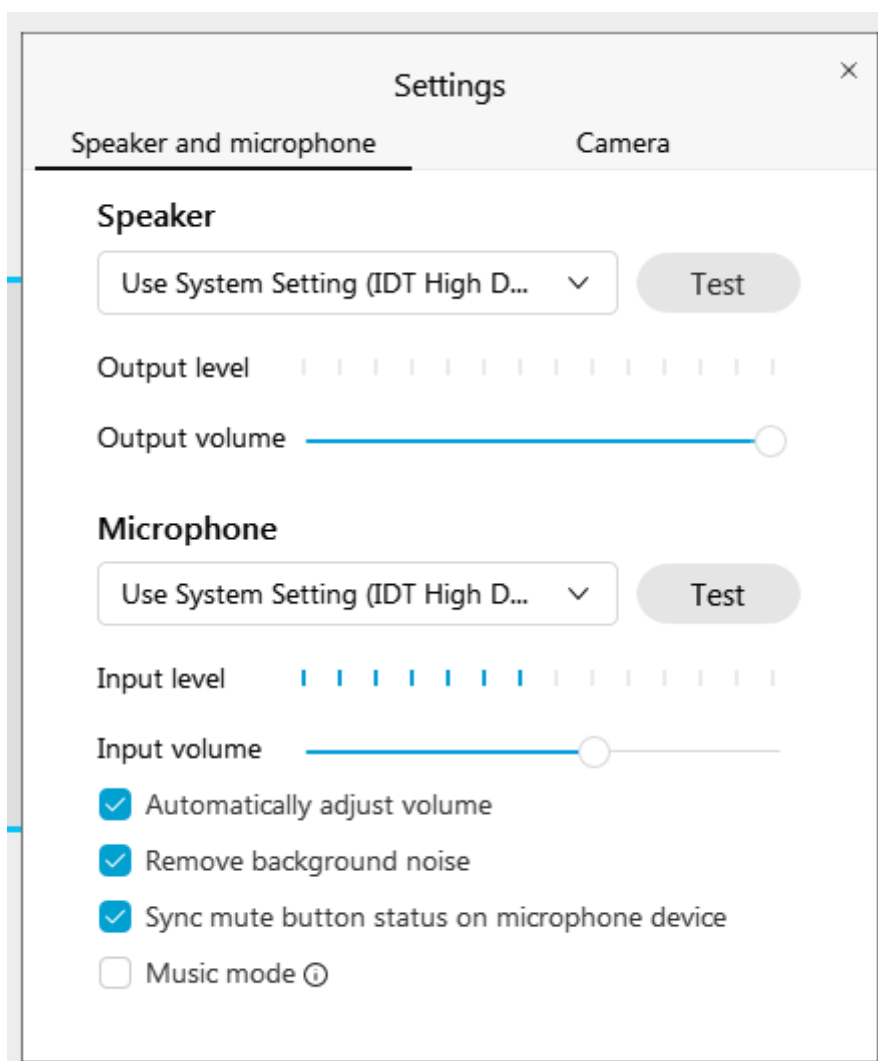 Settings
Speaker and microphone
Camera
Speaker
Use System Setting (IDT High D...
Test
Output level
Output volume
Microphone
Use System Setting (IDT High D...
Test
Input level
Input volume
Automatically adjust volume
Remove background noise
Sync mute button status on microphone device
Music mode